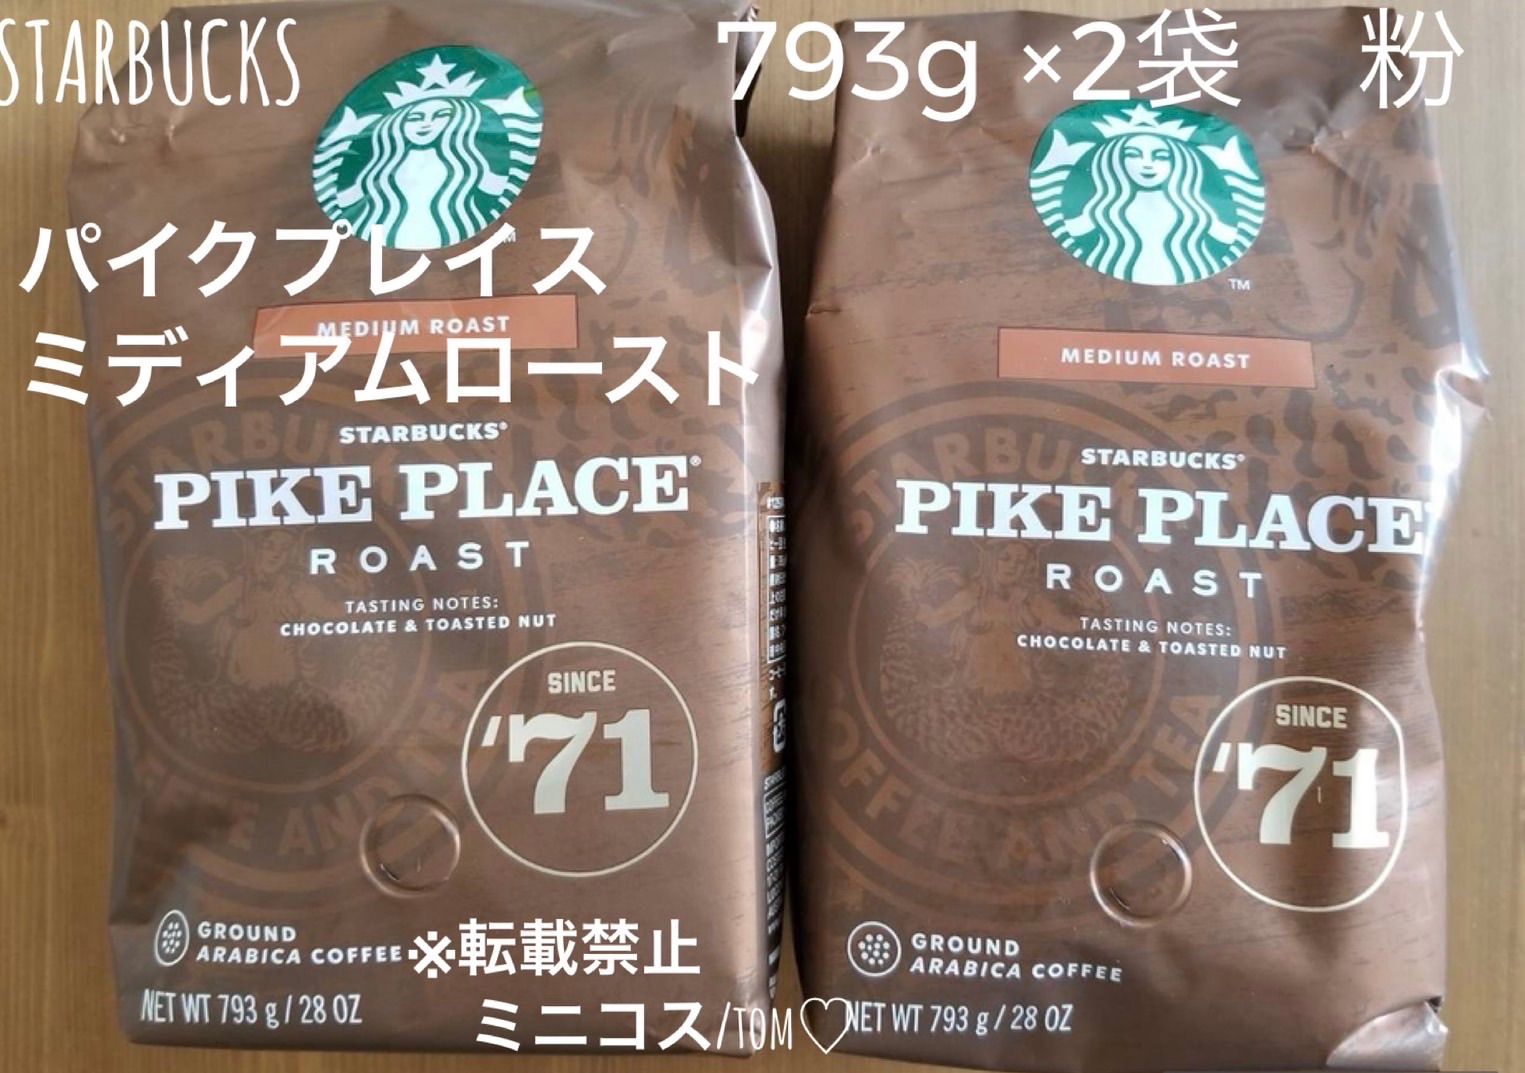 STARBUCKS
793g ×2袋 粉
パイクプレイス
ミディアムロースト
TM
MEDIUM ROAST
STARBUCKS®
PIKE PLACE®
ROAST
TASTING NOTES:
CHOCOLATE & TOASTED NUT
SINCE
'71
GROUND
ARABICA COFFEE
NET WT 793 g / 28 OZ
TM
MEDIUM ROAST
STARBUCKS®
PIKE PLACE
ROAST
TASTING NOTES:
CHOCOLATE & TOASTED NUT
SINCE
'71
GROUND
ARABICA COFFEE
NET WT 793 g / 28 OZ
※転載禁止
ミニコス/TOM♡